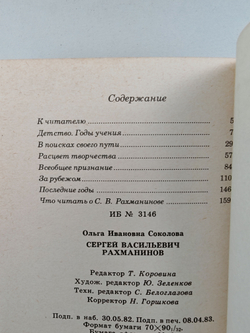 Содержание
К читателю 5
Детство. Годы учения 7
В поисках своего пути 29
Расцвет творчества 57
Всеобщее признание 84
За рубежом 110
Последние годы 146
Что читать о С. В. Рахманинове 159
ИБ № 3146
Ольга Ивановна Соколова
СЕРГЕЙ ВАСИЛЬЕВИЧ
РАХМАНИНОВ
Редактор Т. Коровина
Худож. редактор Ю. Зеленков
Техн. редактор С. Белоглазова
Корректор Н. Горшкова
Подп. в наб. 30.05.82. Подп. в печ. 08.04.83.
Формат бумаги 70×90